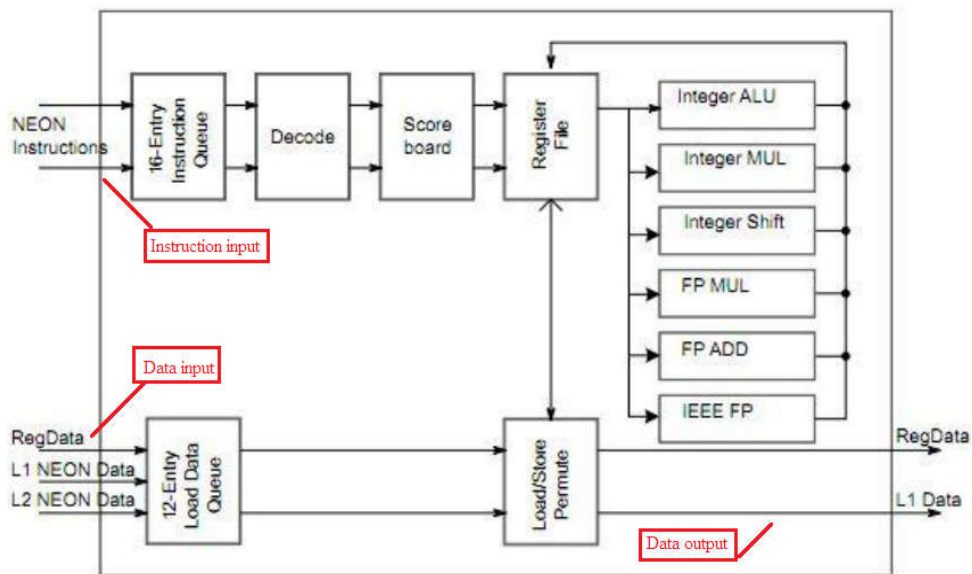 NEON
Instructions
16-Entry
Instruction
Queue
Decode
Score
board
Register
File
Integer ALU
Integer MUL
Integer Shift
FP MUL
FP ADD
IEEE FP
Instruction input
Data input
RegData
L1 NEON Data
L2 NEON Data
12-Entry
Load Data
Queue
Load/Store
Permute
RegData
L1 Data
Data output